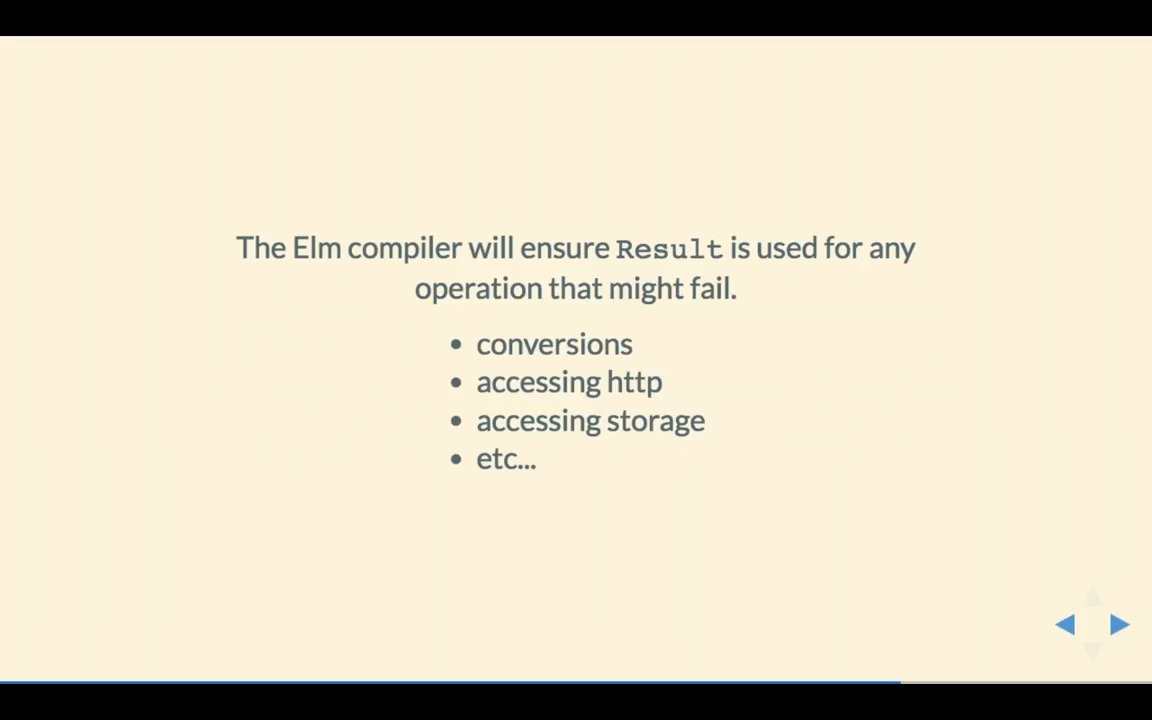 The Elm compiler will ensure Result is used for any
operation that might fail.
• conversions
• accessing http
• accessing storage
• etc...